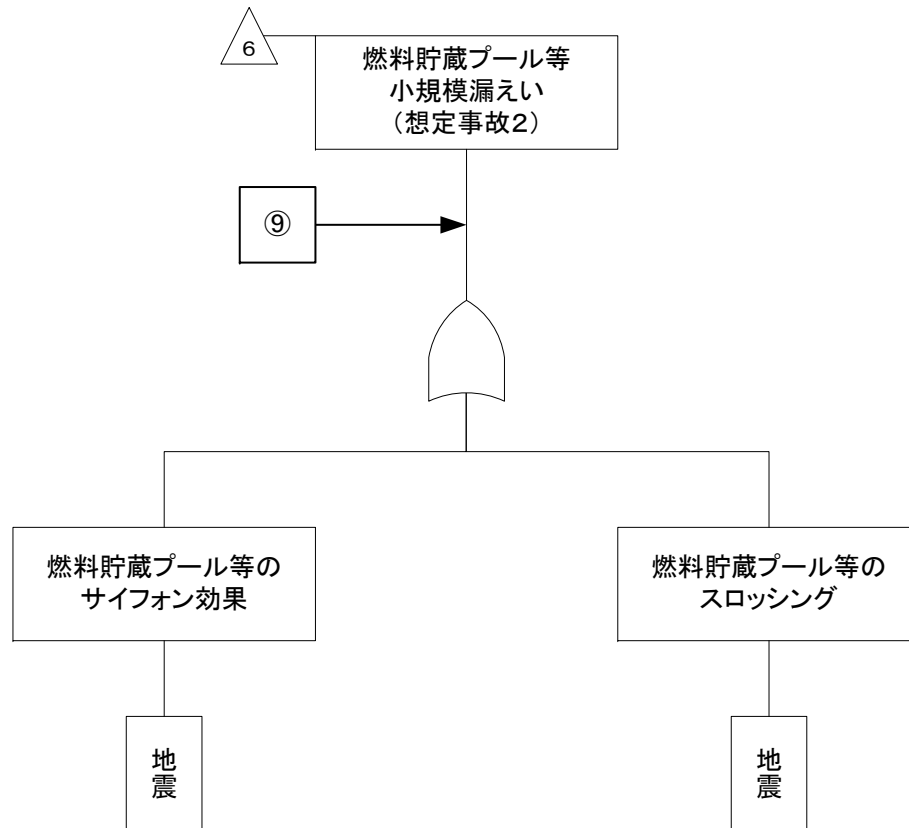 6
燃料貯蔵プール等
小規模漏えい
（想定事故２）
⑨
燃料貯蔵プール等の
サイフォン効果
燃料貯蔵プール等の
スロッシング
地
震
地
震